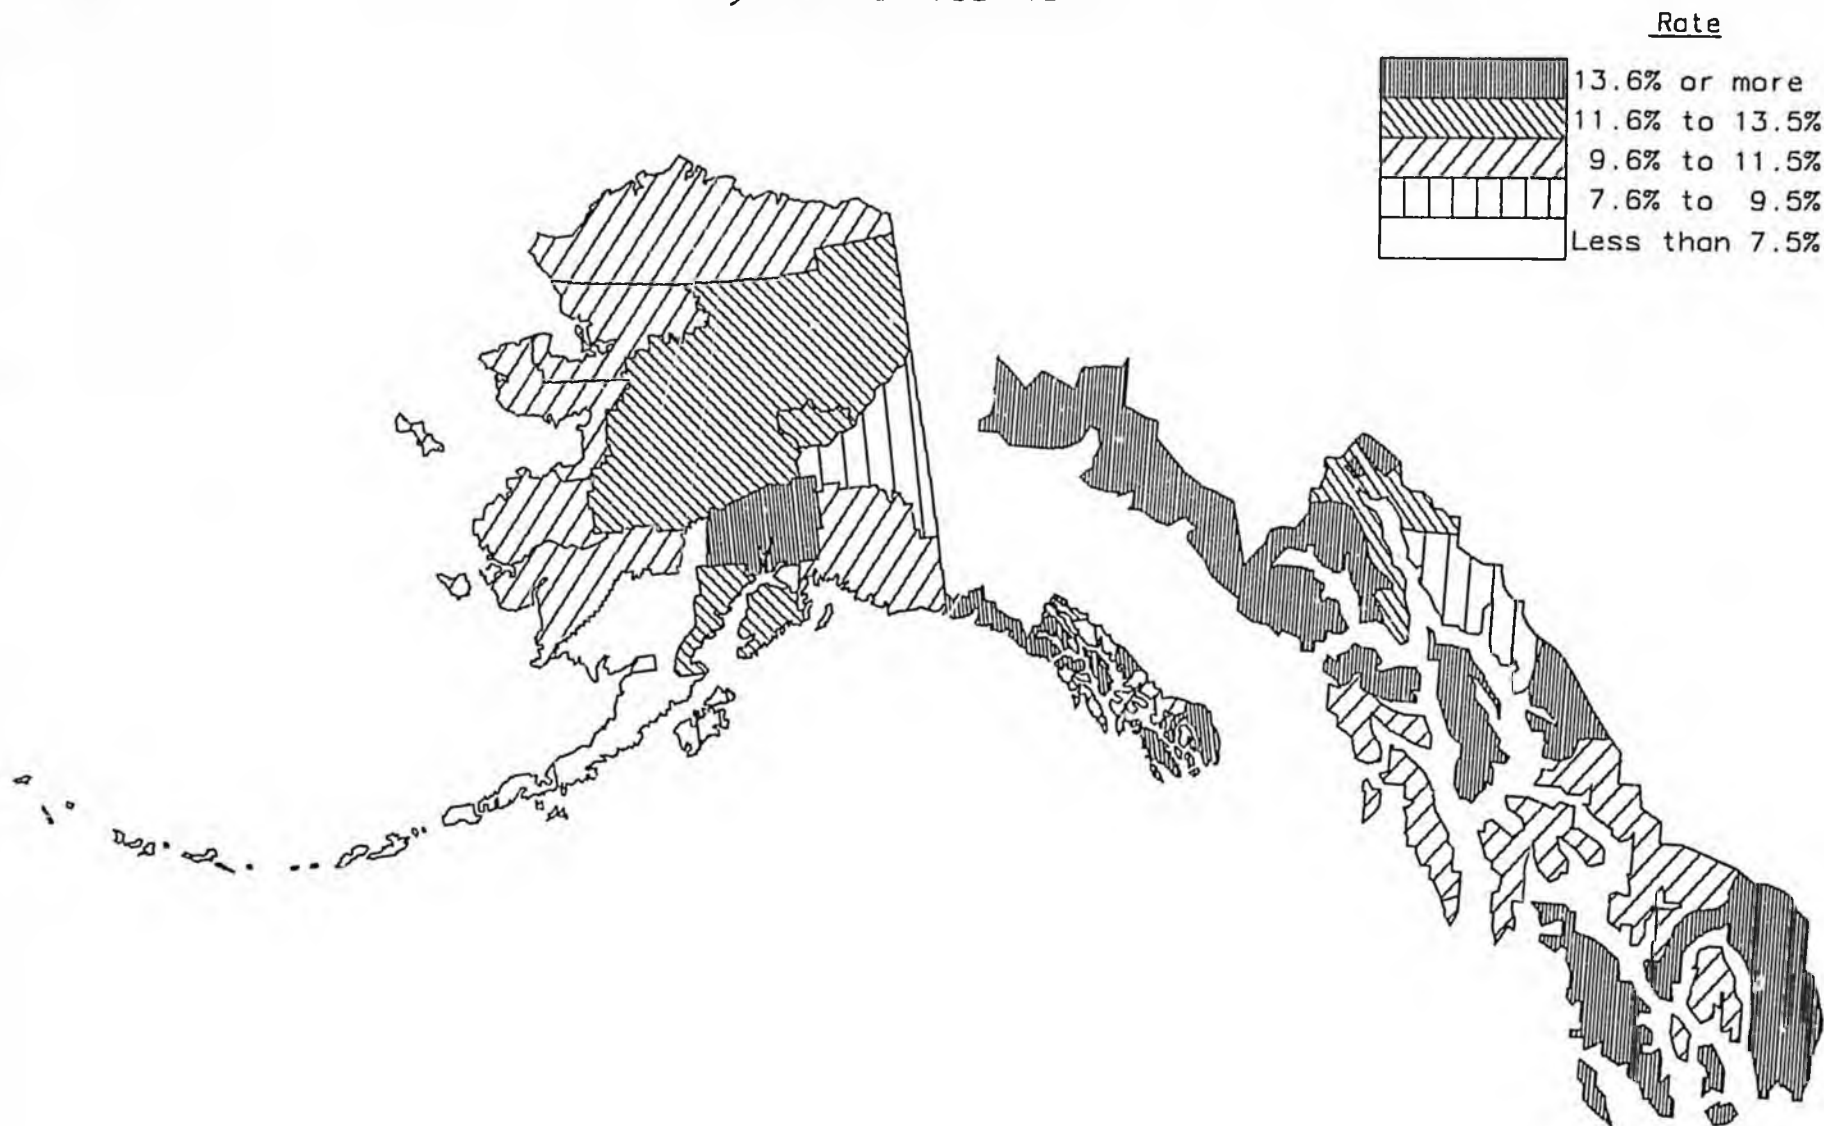 Rate
13.6% or more
11.6% to 13.5%
9.6% to 11.5%
7.6% to 9.5%
Less than 7.5%